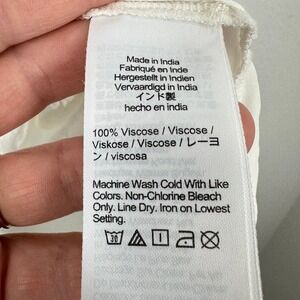 Made in India
Fabriqué en Inde
Hergestellt in Indien
Vervaardigd in India
インド製
hecho en india
100% Viscose / Viscose /
Viskose / Viscose / レーヨ
ン / viscosa
Machine Wash Cold With Like
Colors. Non-Chlorine Bleach
Only. Line Dry. Iron on Lowest
Setting.
30